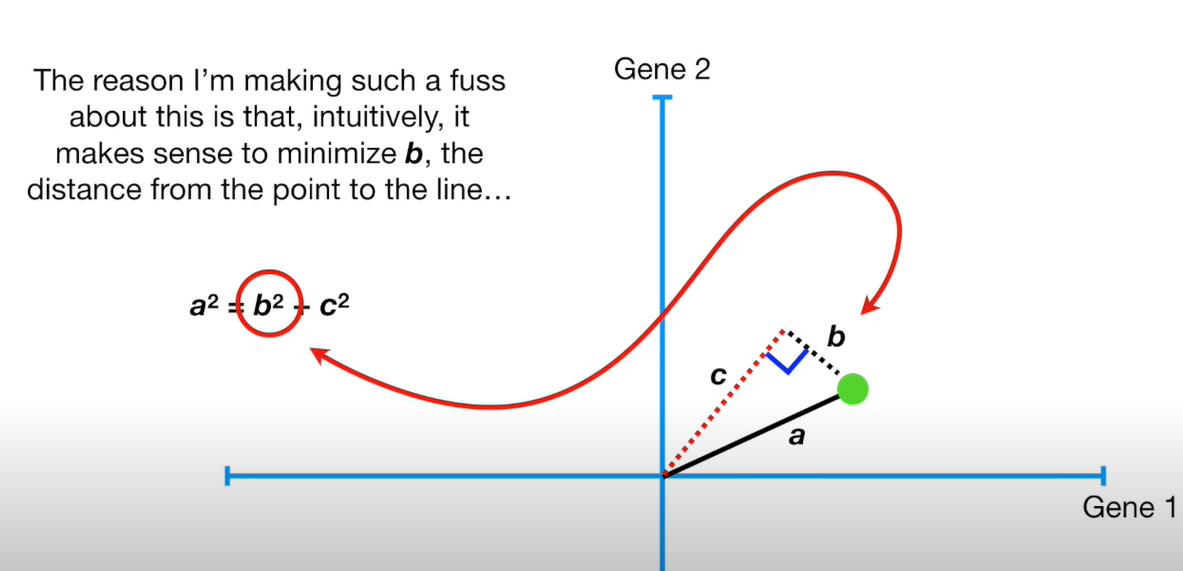 The reason I'm making such a fuss
about this is that, intuitively, it
makes sense to minimize b, the
distance from the point to the line…
Gene 2
a² = b² + c²
b
c
a
Gene 1